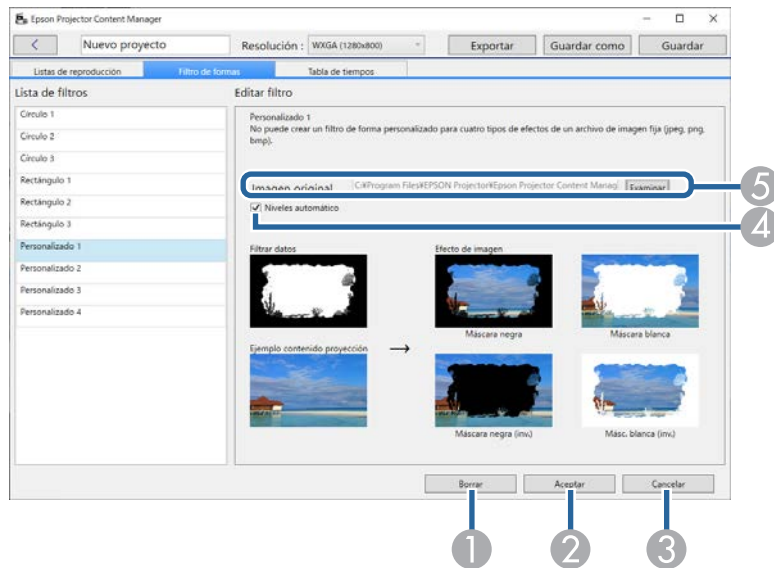 Epson Projector Content Manager
Nuevo proyecto
Resolución :
WXGA (1280x800)
Exportar
Guardar como
Guardar
Listas de reproducción
Filtro de formas
Tabla de tiempos
Lista de filtros
Editar filtro
Círculo 1
Círculo 2
Círculo 3
Rectángulo 1
Rectángulo 2
Rectángulo 3
Personalizado 1
Personalizado 2
Personalizado 3
Personalizado 4
Personalizado 1
No puede crear un filtro de forma personalizado para cuatro tipos de efectos de un archivo de imagen fija (jpeg, png,
bmp).
Imagen original
C:¥Program Files¥EPSON Projector¥Epson Projector Content Manag
Examinar
5
Niveles automático
4
Filtrar datos
Efecto de imagen
Máscara negra
Máscara blanca
Ejemplo contenido proyección
→
Máscara negra (inv.)
Másc. blanca (inv.)
Borrar
Aceptar
Cancelar
1
2
3